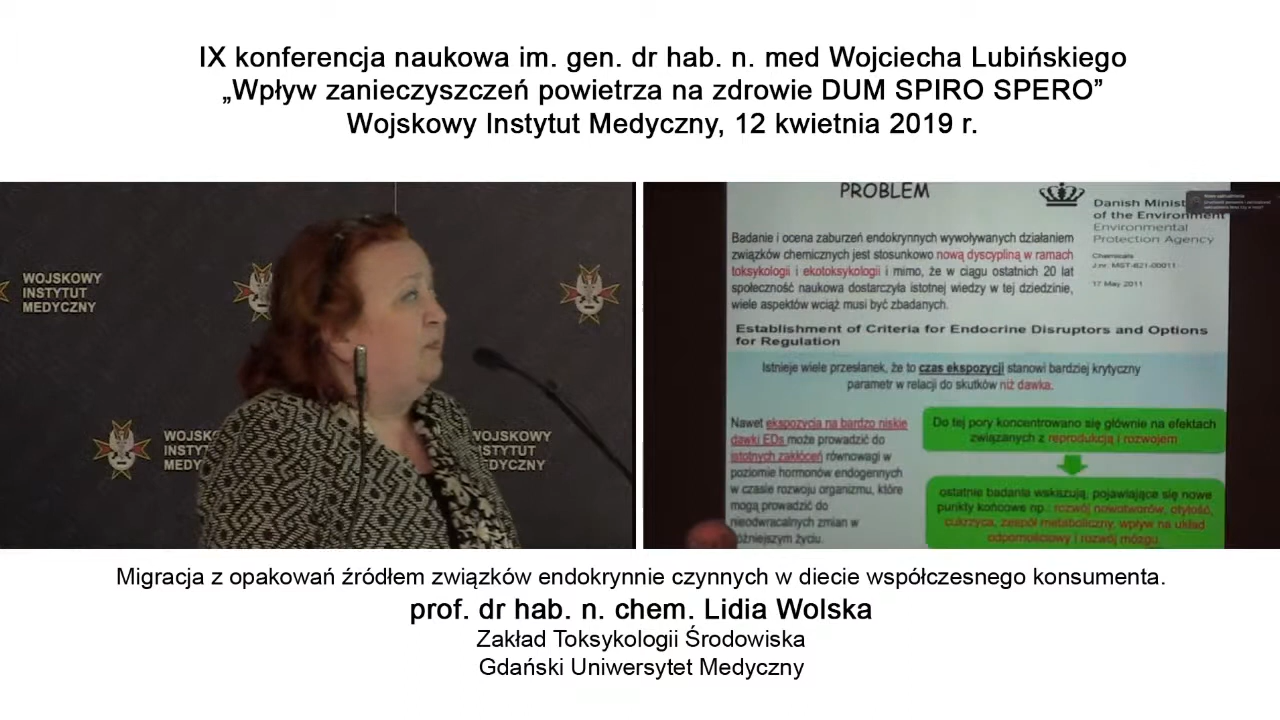 IX konferencja naukowa im. gen. dr hab. n. med Wojciecha Lubińskiego
„Wpływ zanieczyszczeń powietrza na zdrowie DUM SPIRO SPERO”
Wojskowy Instytut Medyczny, 12 kwietnia 2019 r.
WOJSKOWY
INSTYTUT
MEDYCZNY
WOJSK
INSTYT
MEDY
WOJSKOWY
INSTYTUT
MEDYCZNY
PROBLEM
Danish Minist
of the Environment
Environmental
Protection Agency
Chemicals
J.nr. MST-621-00011
17 May 2011
Badanie i ocena zaburzeń endokrynnych wywoływanych działaniem
związków chemicznych jest stosunkowo nową dyscypliną w ramach
toksykologii i ekotoksykologii i mimo, że w ciągu ostatnich 20 lat
społeczność naukowa dostarczyła istotnej wiedzy w tej dziedzinie,
wiele aspektów wciąż musi być zbadanych.
Establishment of Criteria for Endocrine Disruptors and Options
for Regulation
Istnieje wiele przesłanek, że to czas ekspozycji stanowi bardziej krytyczny
parametr w relacji do skutków niż dawka.
Nawet ekspozycja na bardzo niskie
dawki EDs może prowadzić do
istotnych zakłóceń równowagi w
poziomie hormonów endogennych
w czasie rozwoju organizmu, które
mogą prowadzić do
nieodwracalnych zmian w
późniejszym życiu.
Do tej pory koncentrowano się głównie na efektach
związanych z reprodukcją i rozwojem
ostatnie badania wskazują, pojawiające się nowe
punkty końcowe np.: rozwój nowotworów, otyłość,
cukrzyca, zespół metaboliczny, wpływ na układ
odpornościowy i rozwój mózgu.
Migracja z opakowań źródłem związków endokrynnie czynnych w diecie współczesnego konsumenta.
prof. dr hab. n. chem. Lidia Wolska
Zakład Toksykologii Środowiska
Gdański Uniwersytet Medyczny